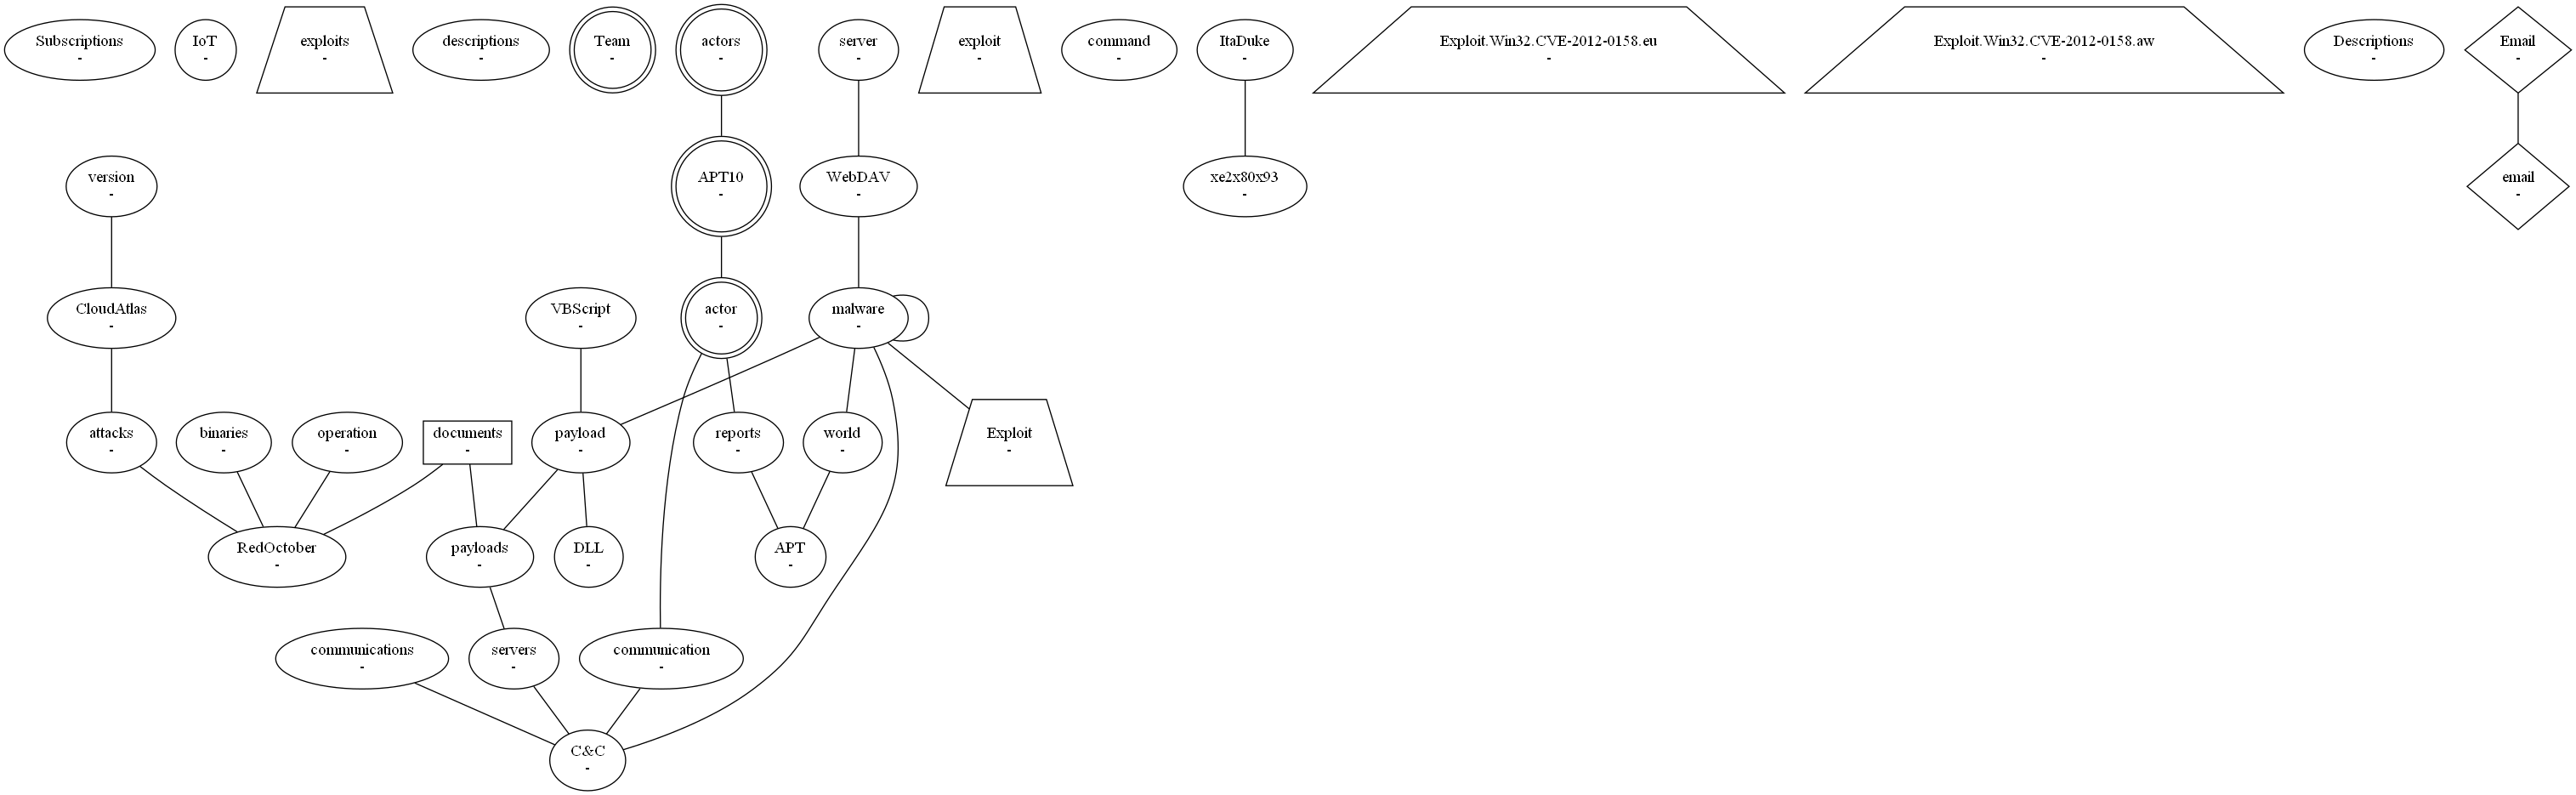 Subscriptions
-
IoT
-
exploits
-
descriptions
-
Team
-
actors
-
server
-
exploit
-
command
-
ItaDuke
-
Exploit.Win32.CVE-2012-0158.eu
-
Exploit.Win32.CVE-2012-0158.aw
-
Descriptions
-
Email
-
version
-
APT10
-
WebDAV
-
xe2x80x93
-
email
-
CloudAtlas
-
VBScript
-
actor
-
malware
-
attacks
-
binaries
-
operation
-
documents
-
payload
-
reports
-
world
-
Exploit
-
RedOctober
-
payloads
-
DLL
-
APT
-
communications
-
servers
-
communication
-
C&C
-